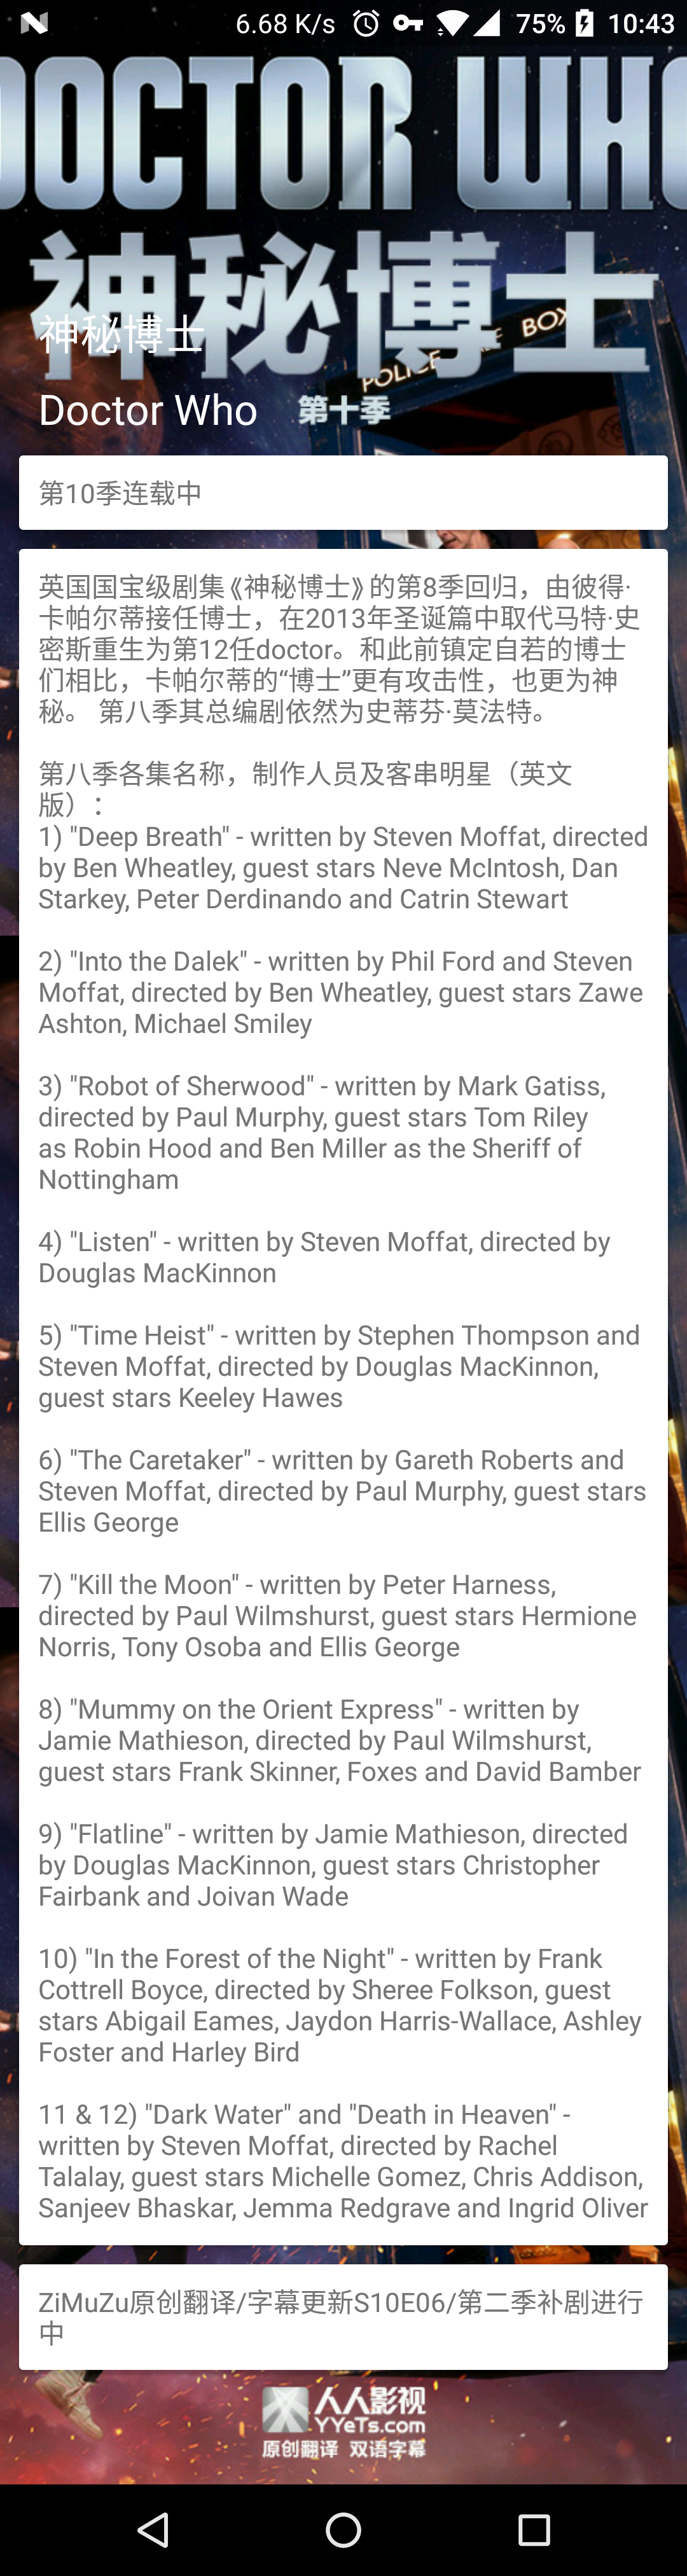 6.68 K/s 75% 10:43
DOCTOR WHO
神秘博士
神秘博士
POLICE BOX
Doctor Who 第十季
第10季连载中
英国国宝级剧集《神秘博士》的第8季回归，由彼得·
卡帕尔蒂接任博士，在2013年圣诞篇中取代马特·史
密斯重生为第12任doctor。和此前镇定自若的博士
们相比，卡帕尔蒂的“博士”更有攻击性，也更为神
秘。 第八季其总编剧依然为史蒂芬·莫法特。
第八季各集名称，制作人员及客串明星（英文
版）：
1) "Deep Breath" - written by Steven Moffat, directed
by Ben Wheatley, guest stars Neve McIntosh, Dan
Starkey, Peter Derdinando and Catrin Stewart
2) "Into the Dalek" - written by Phil Ford and Steven
Moffat, directed by Ben Wheatley, guest stars Zawe
Ashton, Michael Smiley
3) "Robot of Sherwood" - written by Mark Gatiss,
directed by Paul Murphy, guest stars Tom Riley
as Robin Hood and Ben Miller as the Sheriff of
Nottingham
4) "Listen" - written by Steven Moffat, directed by
Douglas MacKinnon
5) "Time Heist" - written by Stephen Thompson and
Steven Moffat, directed by Douglas MacKinnon,
guest stars Keeley Hawes
6) "The Caretaker" - written by Gareth Roberts and
Steven Moffat, directed by Paul Murphy, guest stars
Ellis George
7) "Kill the Moon" - written by Peter Harness,
directed by Paul Wilmshurst, guest stars Hermione
Norris, Tony Osoba and Ellis George
8) "Mummy on the Orient Express" - written by
Jamie Mathieson, directed by Paul Wilmshurst,
guest stars Frank Skinner, Foxes and David Bamber
9) "Flatline" - written by Jamie Mathieson, directed
by Douglas MacKinnon, guest stars Christopher
Fairbank and Joivan Wade
10) "In the Forest of the Night" - written by Frank
Cottrell Boyce, directed by Sheree Folkson, guest
stars Abigail Eames, Jaydon Harris-Wallace, Ashley
Foster and Harley Bird
11 & 12) "Dark Water" and "Death in Heaven" -
written by Steven Moffat, directed by Rachel
Talalay, guest stars Michelle Gomez, Chris Addison,
Sanjeev Bhaskar, Jemma Redgrave and Ingrid Oliver
ZiMuZu原创翻译/字幕更新S10E06/第二季补剧进行
中
人人影视
YYeTs.com
原创翻译 双语字幕